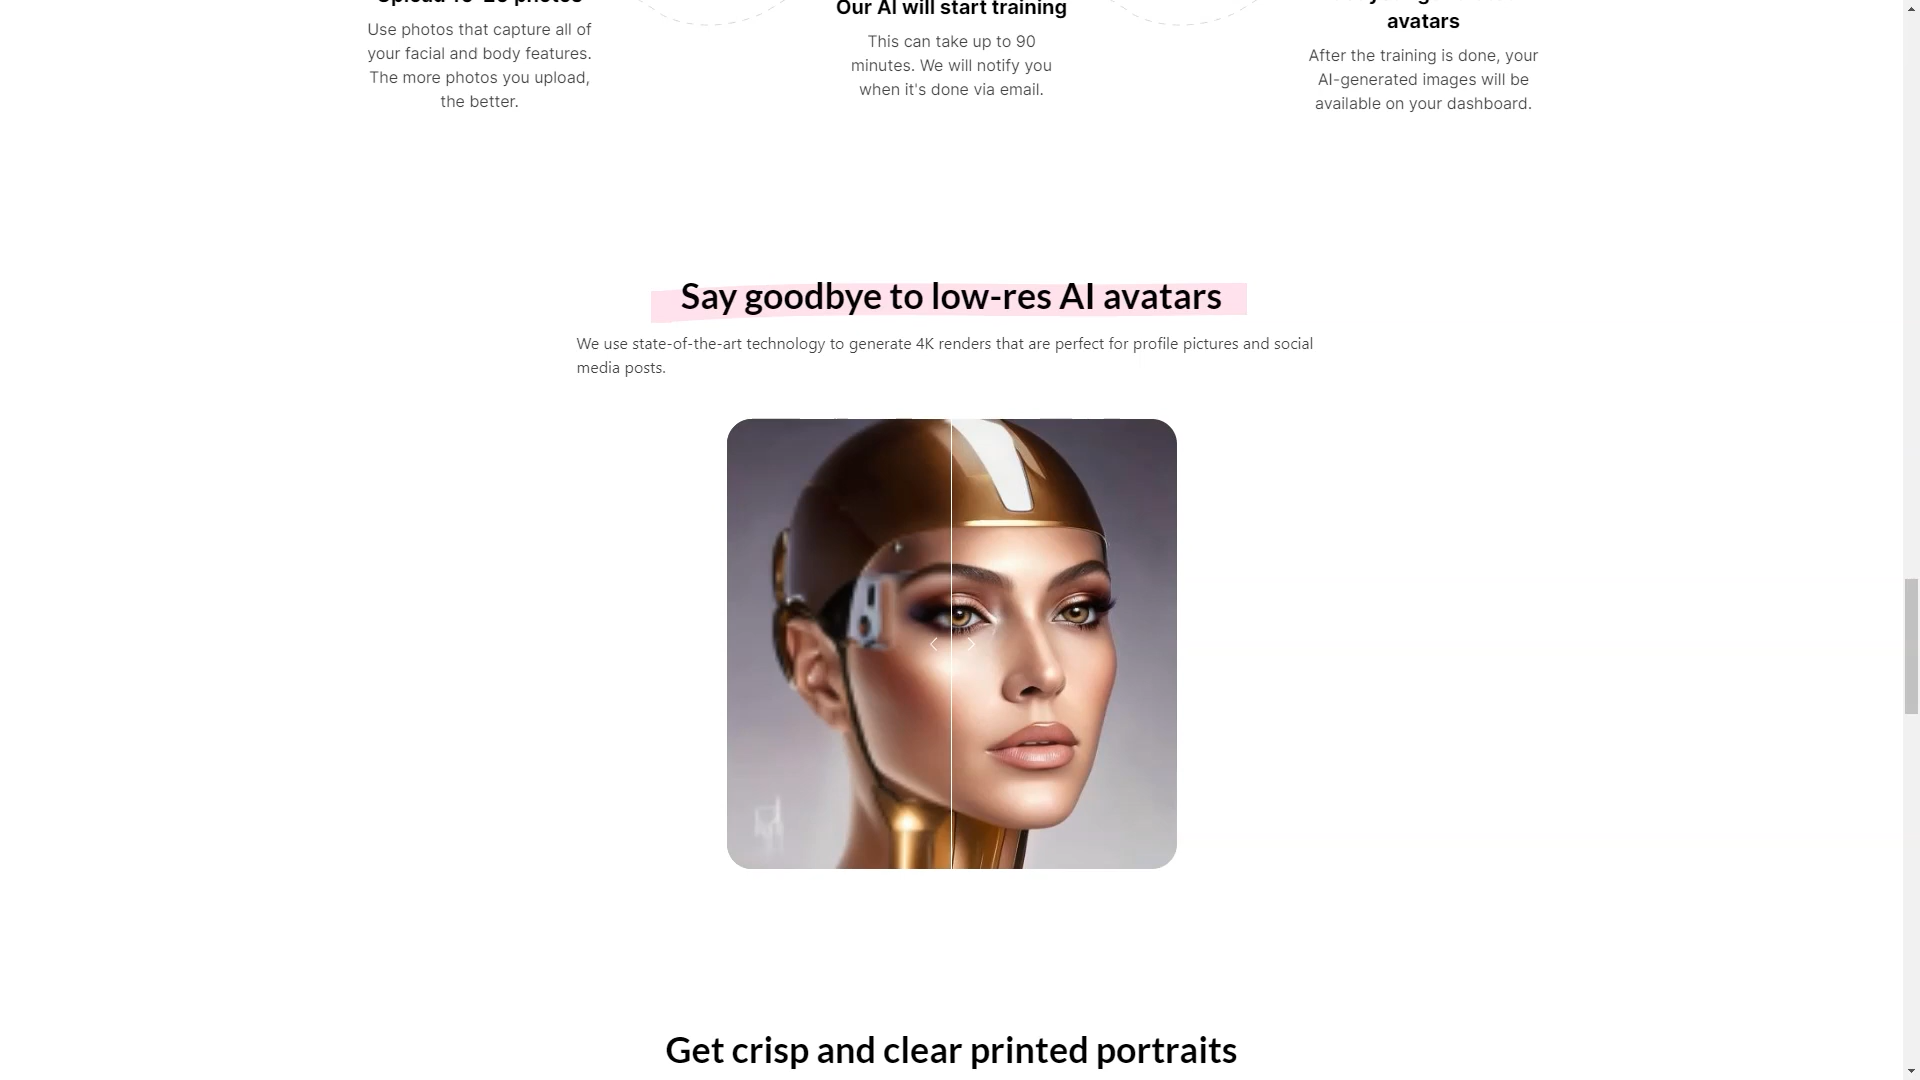 Use photos that capture all of
your facial and body features.
The more photos you upload,
the better.
Our AI will start training
This can take up to 90
minutes. We will notify you
when it's done via email.
avatars
After the training is done, your
AI-generated images will be
available on your dashboard.
Say goodbye to low-res AI avatars
We use state-of-the-art technology to generate 4K renders that are perfect for profile pictures and social
media posts.
Get crisp and clear printed portraits